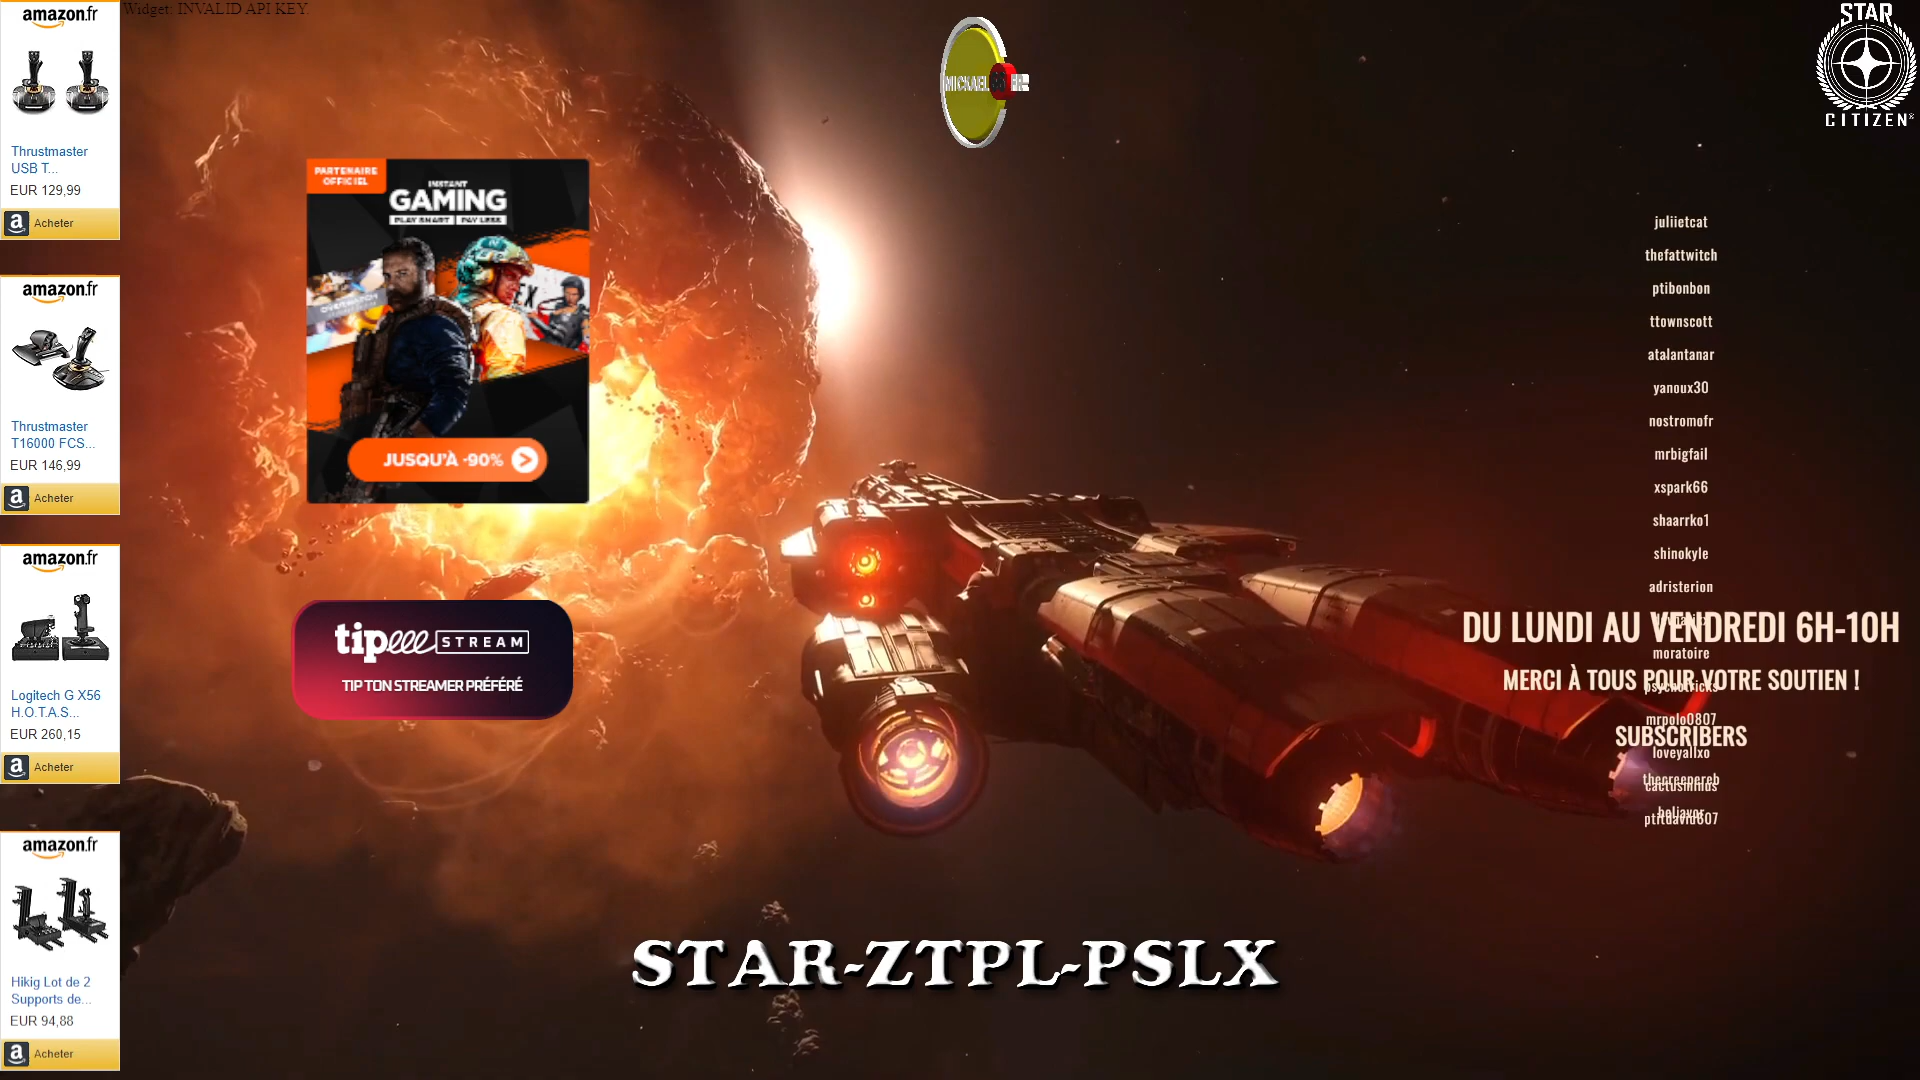 Widget: INVALID API KEY.
amazon.fr
Thrustmaster
USB T...
EUR 129,99
Acheter
amazon.fr
Thrustmaster
T16000 FCS...
EUR 146,99
Acheter
amazon.fr
Logitech G X56
H.O.T.A.S...
EUR 260,15
Acheter
amazon.fr
Hikig Lot de 2
Supports de...
EUR 94,88
Acheter
PARTENAIRE
OFFICIEL
INSTANT
GAMING
PLAY SMART PAY LESS
JUSQU'À -90%
tipeee STREAM
TIP TON STREAMER PRÉFÉRÉ
NICKAEL
STAR
CITIZEN®
juliietcat
thefattwitch
ptibonbon
ttownscott
atalantanar
yanoux30
nostromofr
mrbigfail
xspark66
shaarrko1
shinokyle
adristerion
DU LUNDI AU VENDREDI 6H-10H
moratoire
MERCI À TOUS POUR VOTRE SOUTIEN !
mrpolo0807
SUBSCRIBERS
loveyallxo
thecreepereb
STAR-ZTPL-PSLX